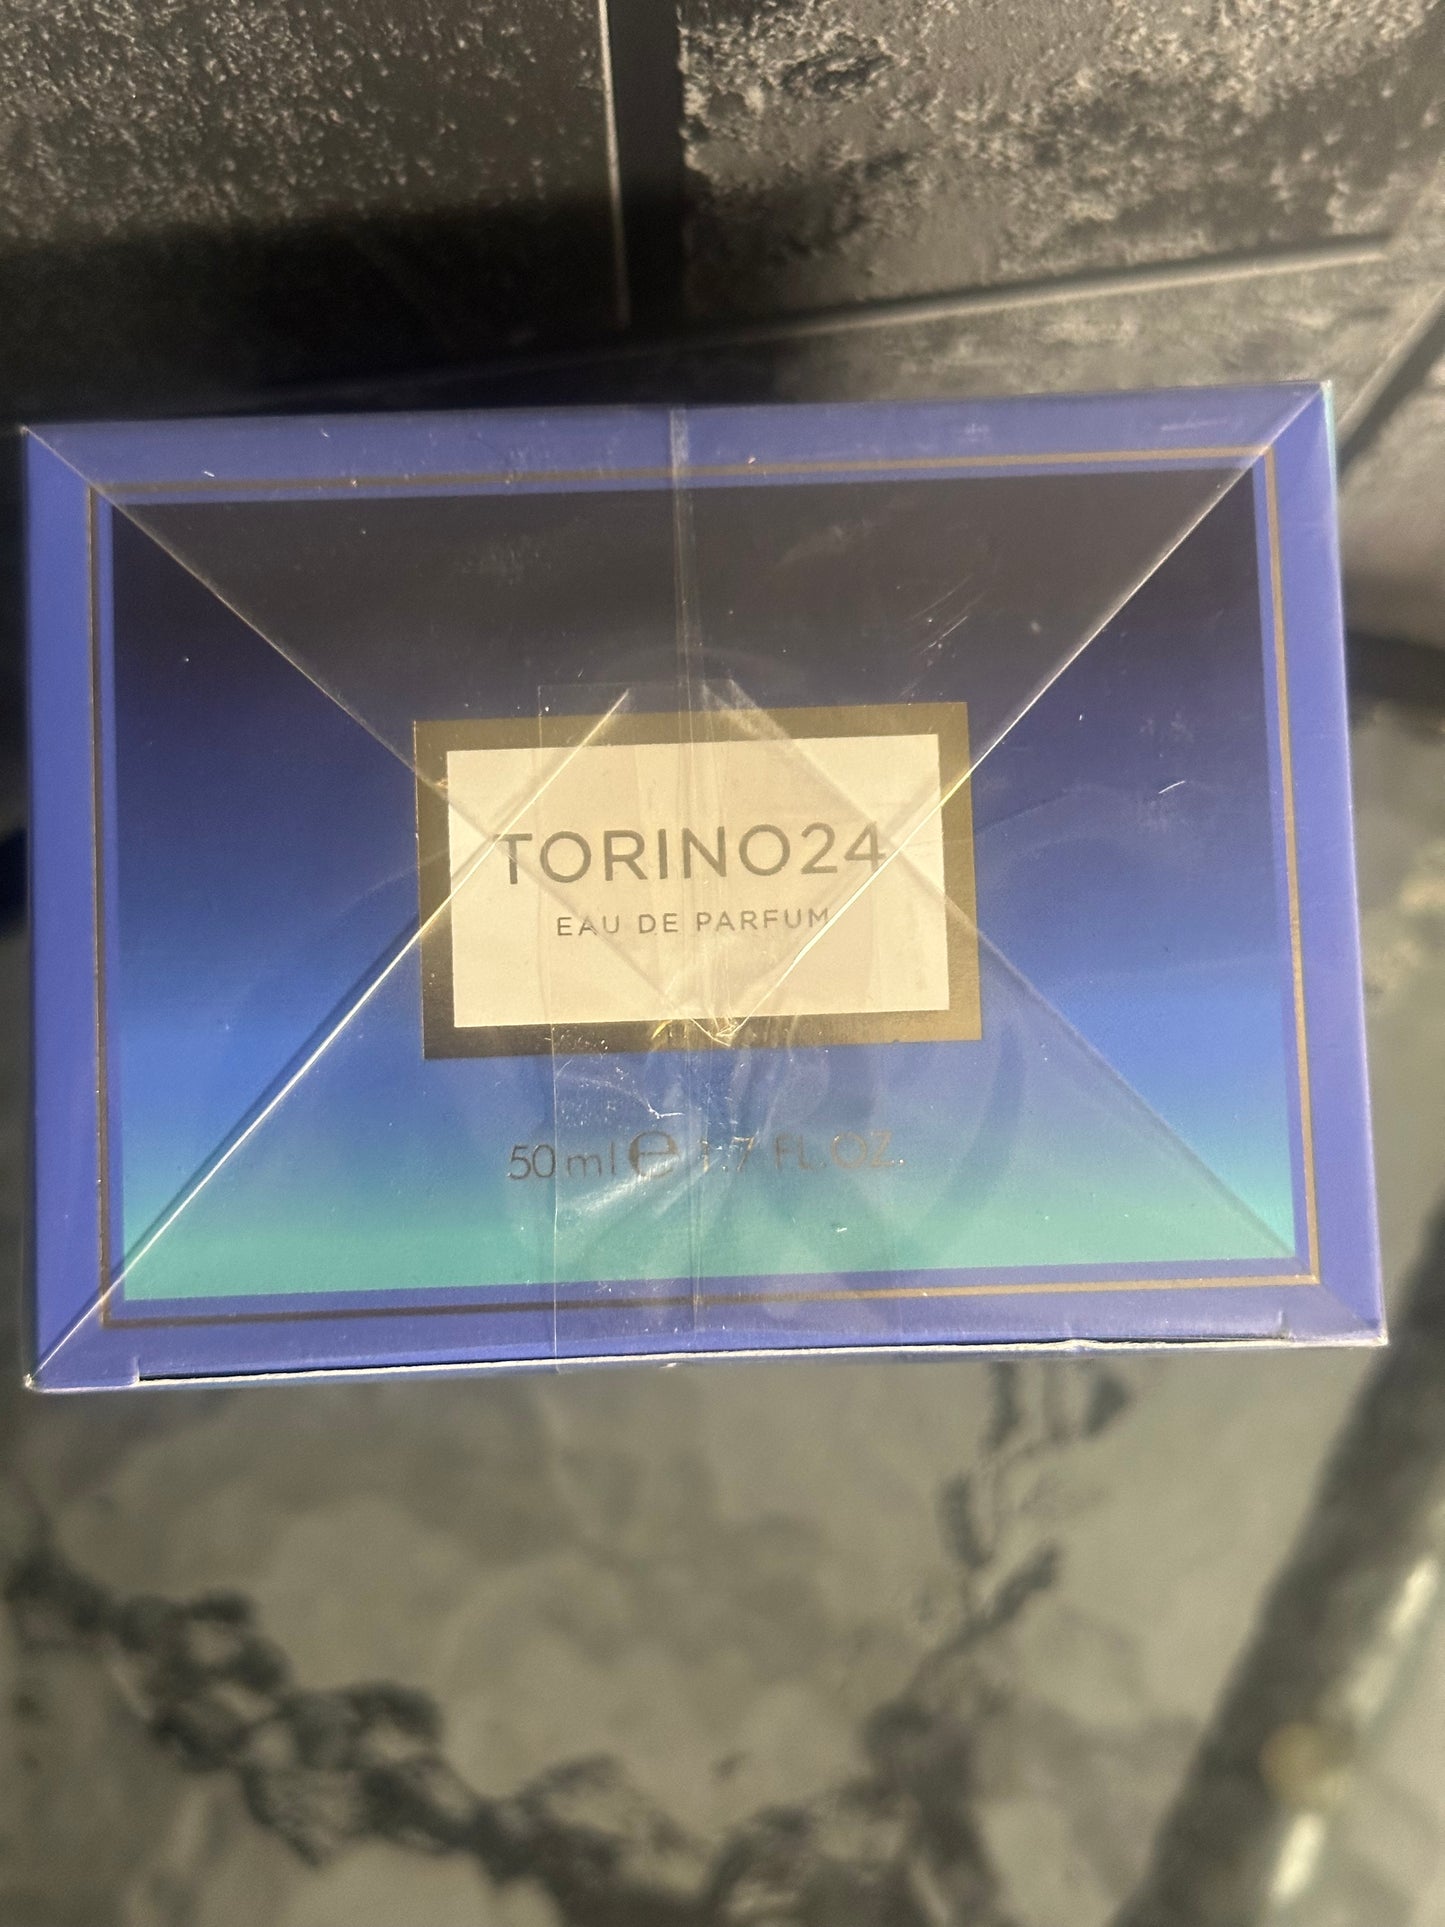 TORINO24
EAU DE PARFUM
50 ml ℮ 1.7 FL.OZ.